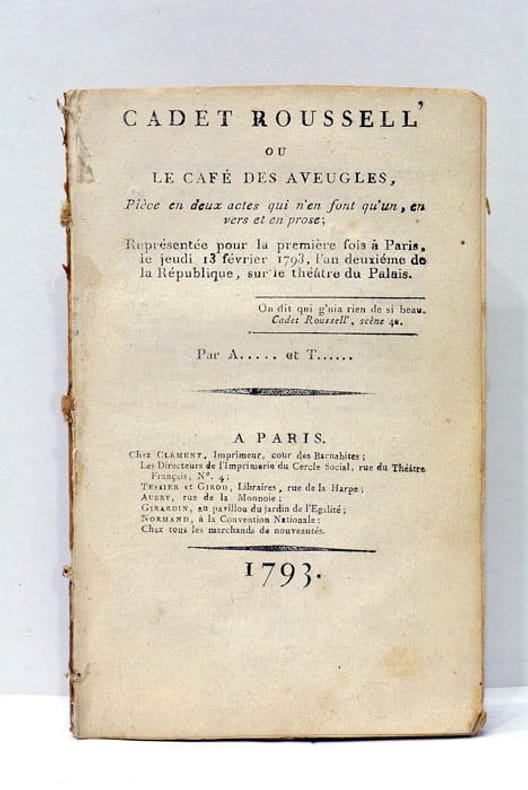 CADET ROUSSELL'
OU
LE CAFÉ DES AVEUGLES,
Pièce en deux actes qui n'en font qu'un, en
vers et en prose;
Représentée pour la première fois à Paris,
le jeudi 13 février 1793, l'an deuxiéme de
la République, sur le théâtre du Palais.
On dit qui g'nia rien de si beau.
Cadet Roussell', scène 4e.
Par A..... et T......
A PARIS.
Chez CLÉMENT, Imprimeur, cour des Barnabites;
Les Directeurs de l'Imprimerie du Cercle Social, rue du Théâtre
Français, N°. 4;
TESSIER et GIROD, Libraires, rue de la Harpe;
AUBRY, rue de la Monnoie;
GIRARDIN, au pavillou du jardin de l'Egalité;
NORMAND, à la Convention Nationale:
Chez tous les marchands de nouveautés.
1793.